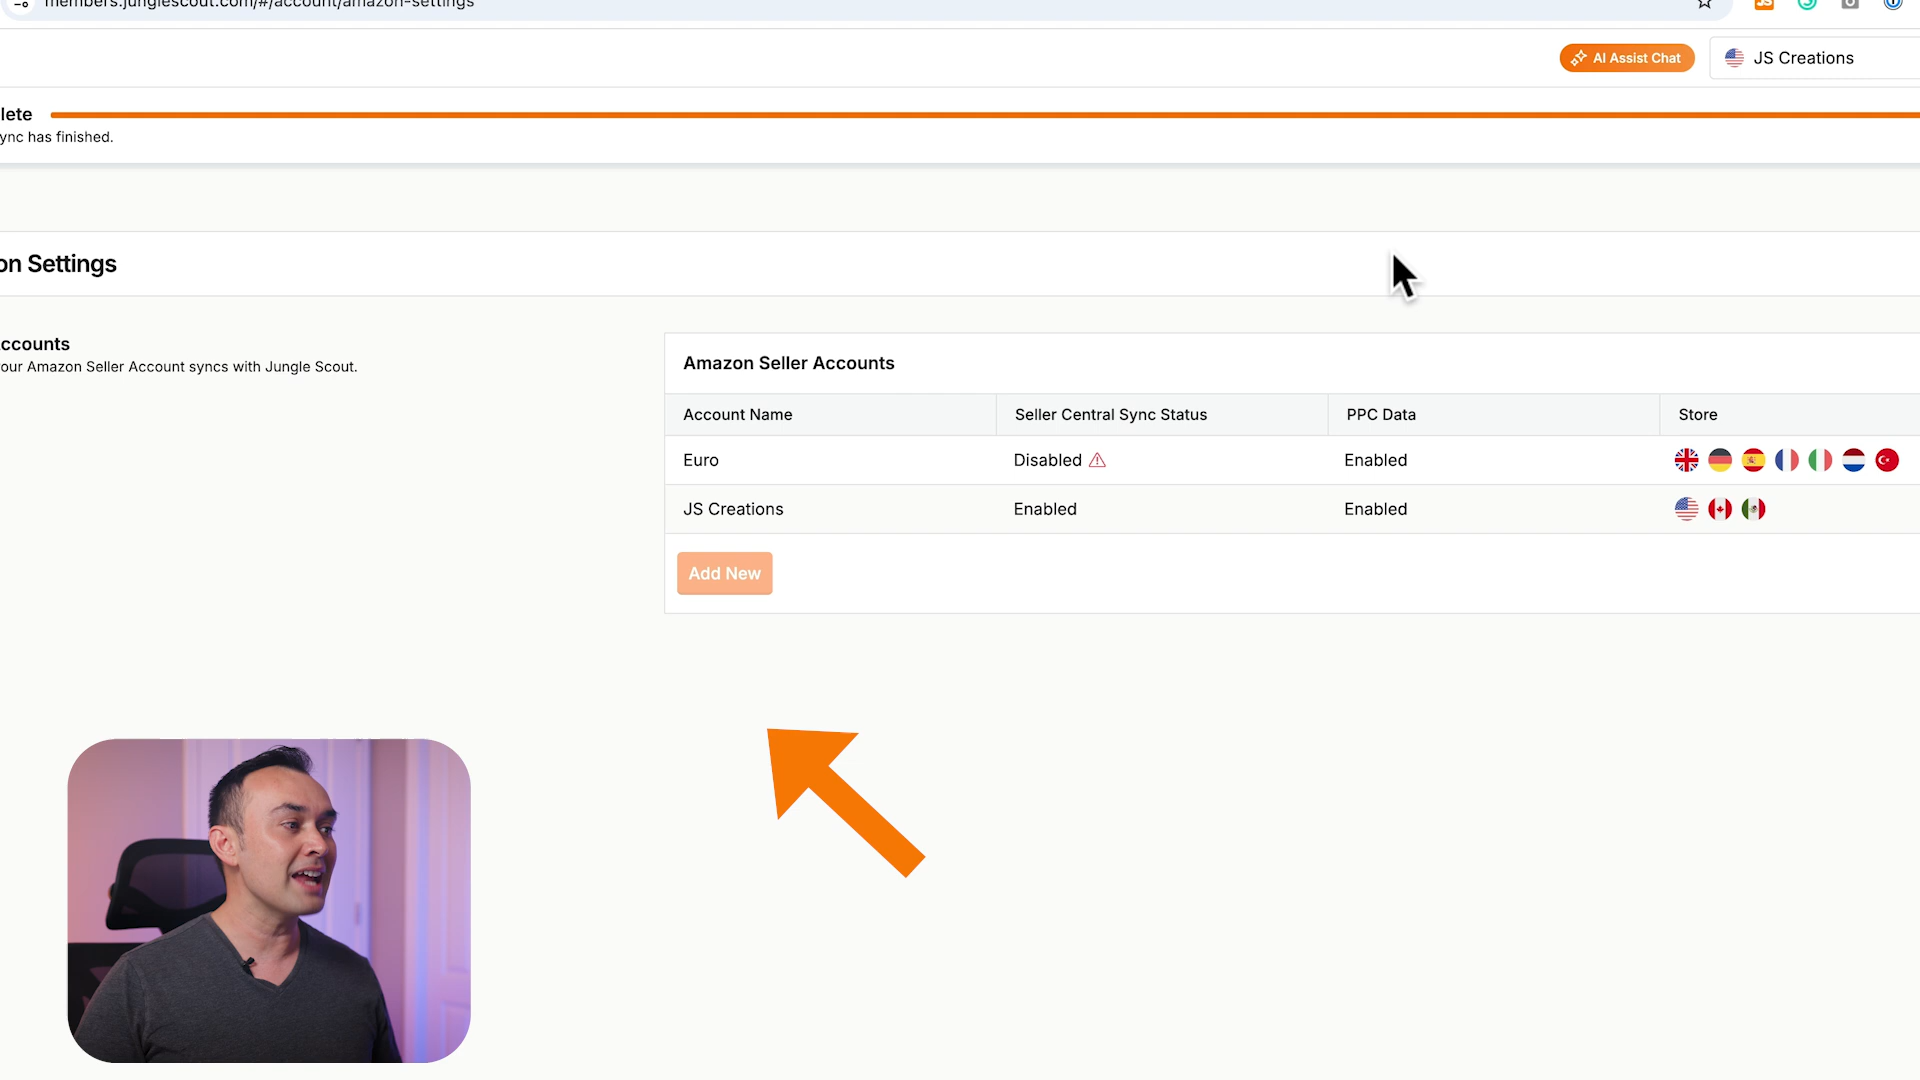 members.junglescout.com/#/account/amazon-settings
JS
AI Assist Chat
JS Creations
lete
ync has finished.
on Settings
ccounts
our Amazon Seller Account syncs with Jungle Scout.
Amazon Seller Accounts
Account Name Seller Central Sync Status PPC Data Store
Euro Disabled Enabled
JS Creations Enabled Enabled
Add New